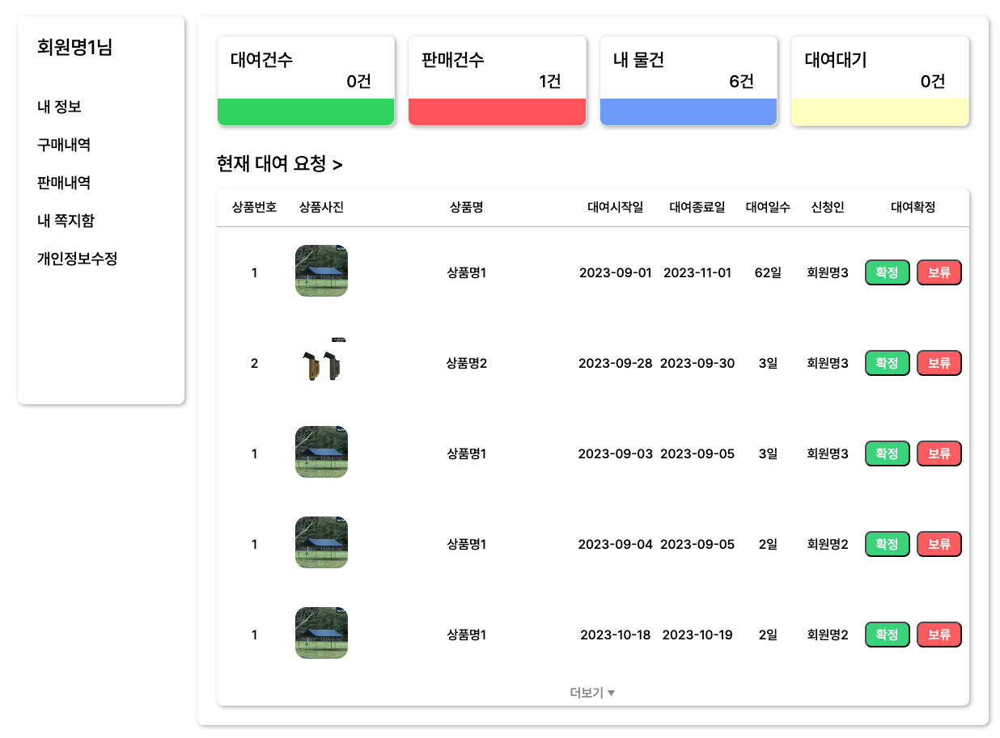 회원명1님
내 정보
구매내역
판매내역
내 쪽지함
개인정보수정
대여건수
0건
판매건수
1건
내 물건
6건
대여대기
0건
현재 대여 요청 >
상품번호 상품사진 상품명 대여시작일 대여종료일 대여일수 신청인 대여확정
1 상품명1 2023-09-01 2023-11-01 62일 회원명3 확정 보류
2 상품명2 2023-09-28 2023-09-30 3일 회원명3 확정 보류
1 상품명1 2023-09-03 2023-09-05 3일 회원명3 확정 보류
1 상품명1 2023-09-04 2023-09-05 2일 회원명2 확정 보류
1 상품명1 2023-10-18 2023-10-19 2일 회원명2 확정 보류
더보기 ▼